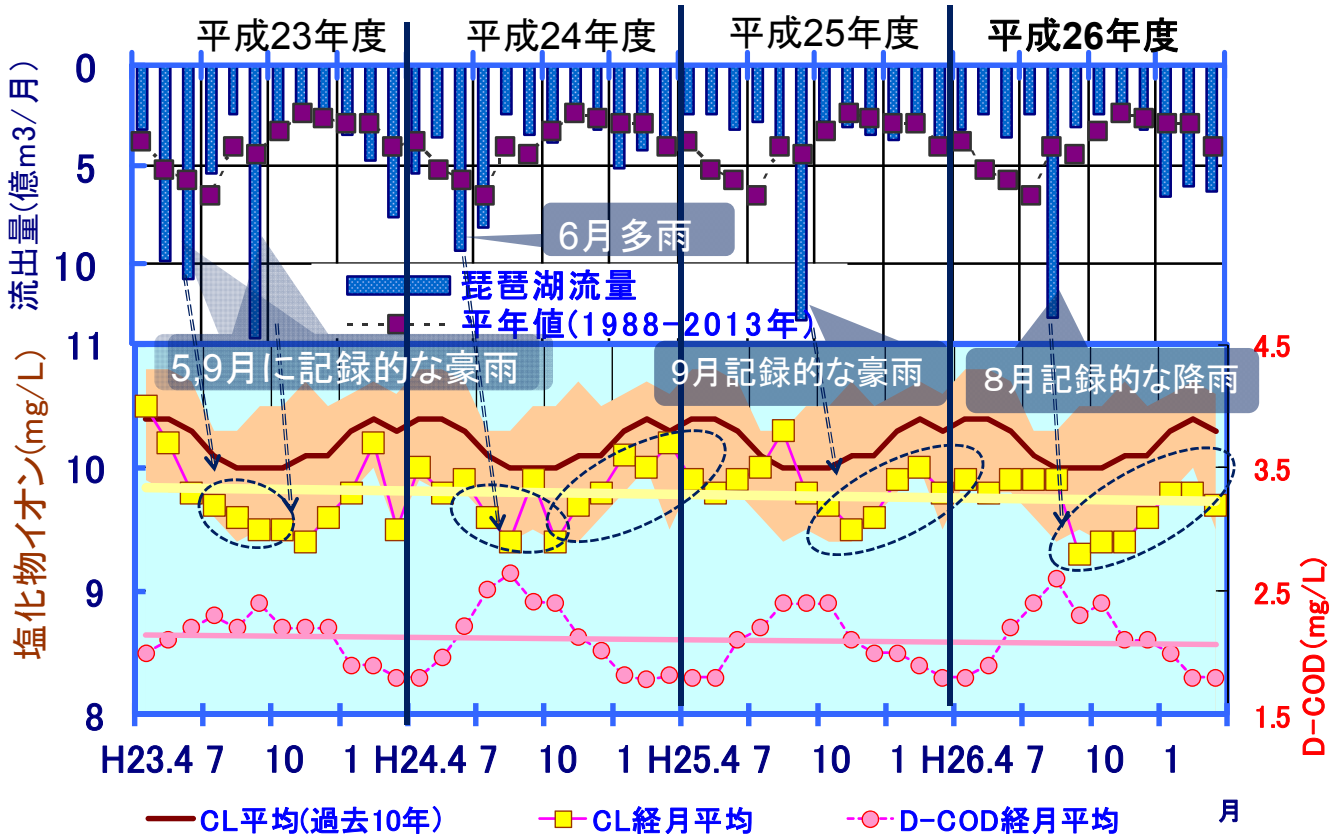 平成23年度 平成24年度 平成25年度 平成26年度
流出量(億m3/月)
0
5
10
6月多雨
琵琶湖流量
平年値(1988-2013年)
5,9月に記録的な豪雨
9月記録的な豪雨
8月記録的な降雨
塩化物イオン(mg/L)
11
10
9
8
4.5
3.5
2.5
1.5
D-COD(mg/L)
H23.4 7 10 1 H24.4 7 10 1 H25.4 7 10 1 H26.4 7 10 1
月
CL平均(過去10年) CL経月平均 D-COD経月平均